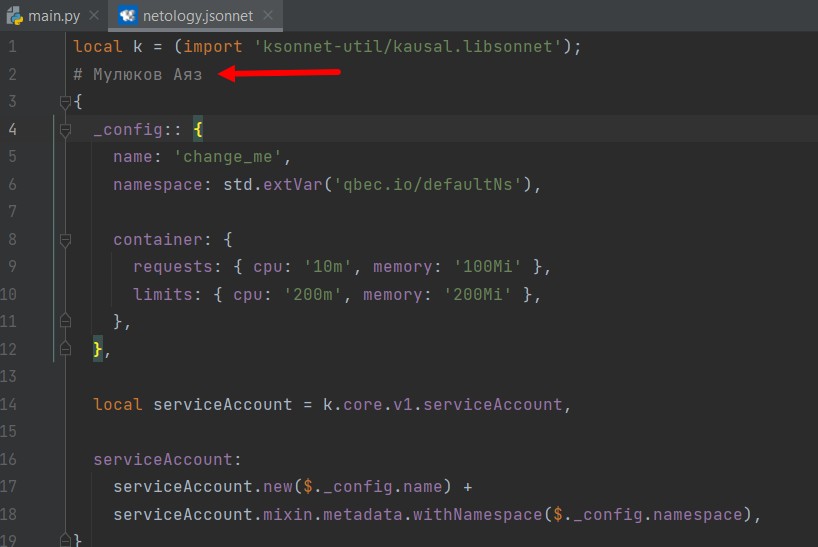 main.py
netology.jsonnet
1 local k = (import 'ksonnet-util/kausal.libsonnet');
2 # Мулюков Аяз
3 {
4 _config:: {
5 name: 'change_me',
6 namespace: std.extVar('qbec.io/defaultNs'),
7
8 container: {
9 requests: { cpu: '10m', memory: '100Mi' },
10 limits: { cpu: '200m', memory: '200Mi' },
11 },
12 },
13
14 local serviceAccount = k.core.v1.serviceAccount,
15
16 serviceAccount:
17 serviceAccount.new($._config.name) +
18 serviceAccount.mixin.metadata.withNamespace($._config.namespace),
19 }